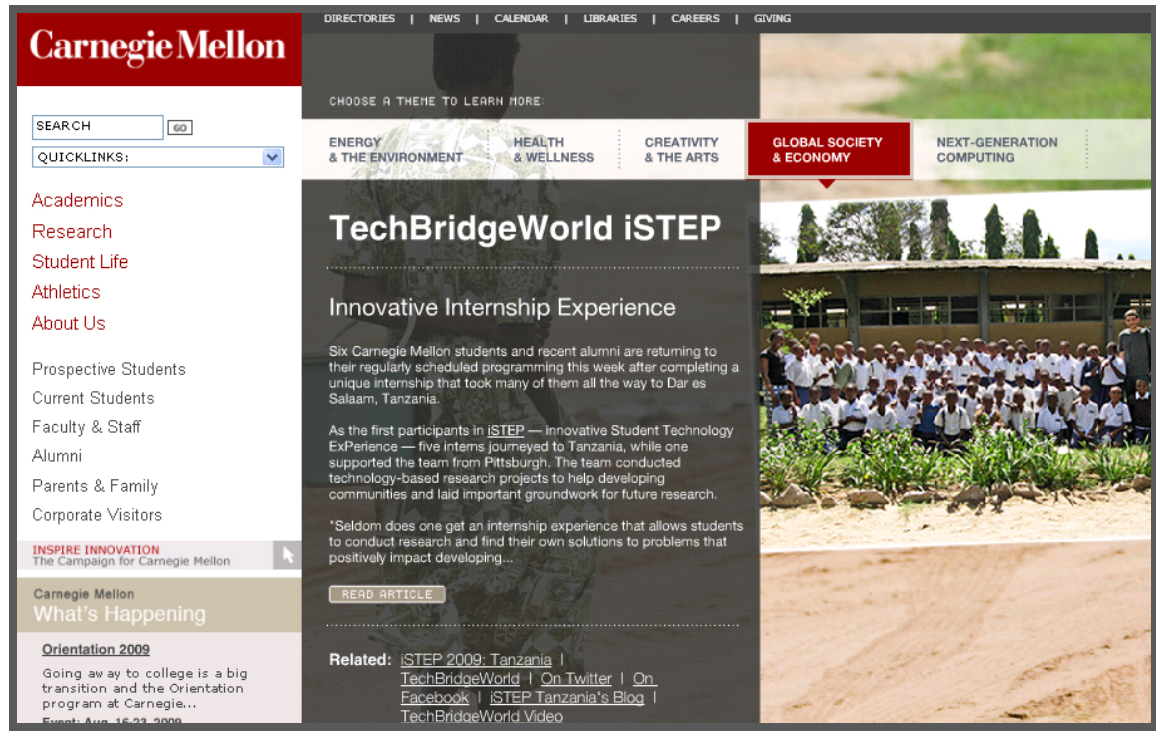 DIRECTORIES | NEWS | CALENDAR | LIBRARIES | CAREERS | GIVING
Carnegie Mellon
SEARCH GO
QUICKLINKS:
Academics
Research
Student Life
Athletics
About Us
Prospective Students
Current Students
Faculty & Staff
Alumni
Parents & Family
Corporate Visitors
INSPIRE INNOVATION
The Campaign for Carnegie Mellon
Carnegie Mellon
What's Happening
Orientation 2009
Going away to college is a big
transition and the Orientation
program at Carnegie...
Event: Aug. 16-23, 2009
CHOOSE A THEME TO LEARN MORE:
ENERGY
& THE ENVIRONMENT
HEALTH
& WELLNESS
CREATIVITY
& THE ARTS
GLOBAL SOCIETY
& ECONOMY
NEXT-GENERATION
COMPUTING
TechBridgeWorld iSTEP
Innovative Internship Experience
Six Carnegie Mellon students and recent alumni are returning to
their regularly scheduled programming this week after completing a
unique internship that took many of them all the way to Dar es
Salaam, Tanzania.
As the first participants in iSTEP — innovative Student Technology
ExPerience — five interns journeyed to Tanzania, while one
supported the team from Pittsburgh. The team conducted
technology-based research projects to help developing
communities and laid important groundwork for future research.
"Seldom does one get an internship experience that allows students
to conduct research and find their own solutions to problems that
positively impact developing...
READ ARTICLE
Related: iSTEP 2009: Tanzania |
TechBridgeWorld | On Twitter | On
Facebook | iSTEP Tanzania's Blog |
TechBridgeWorld Video